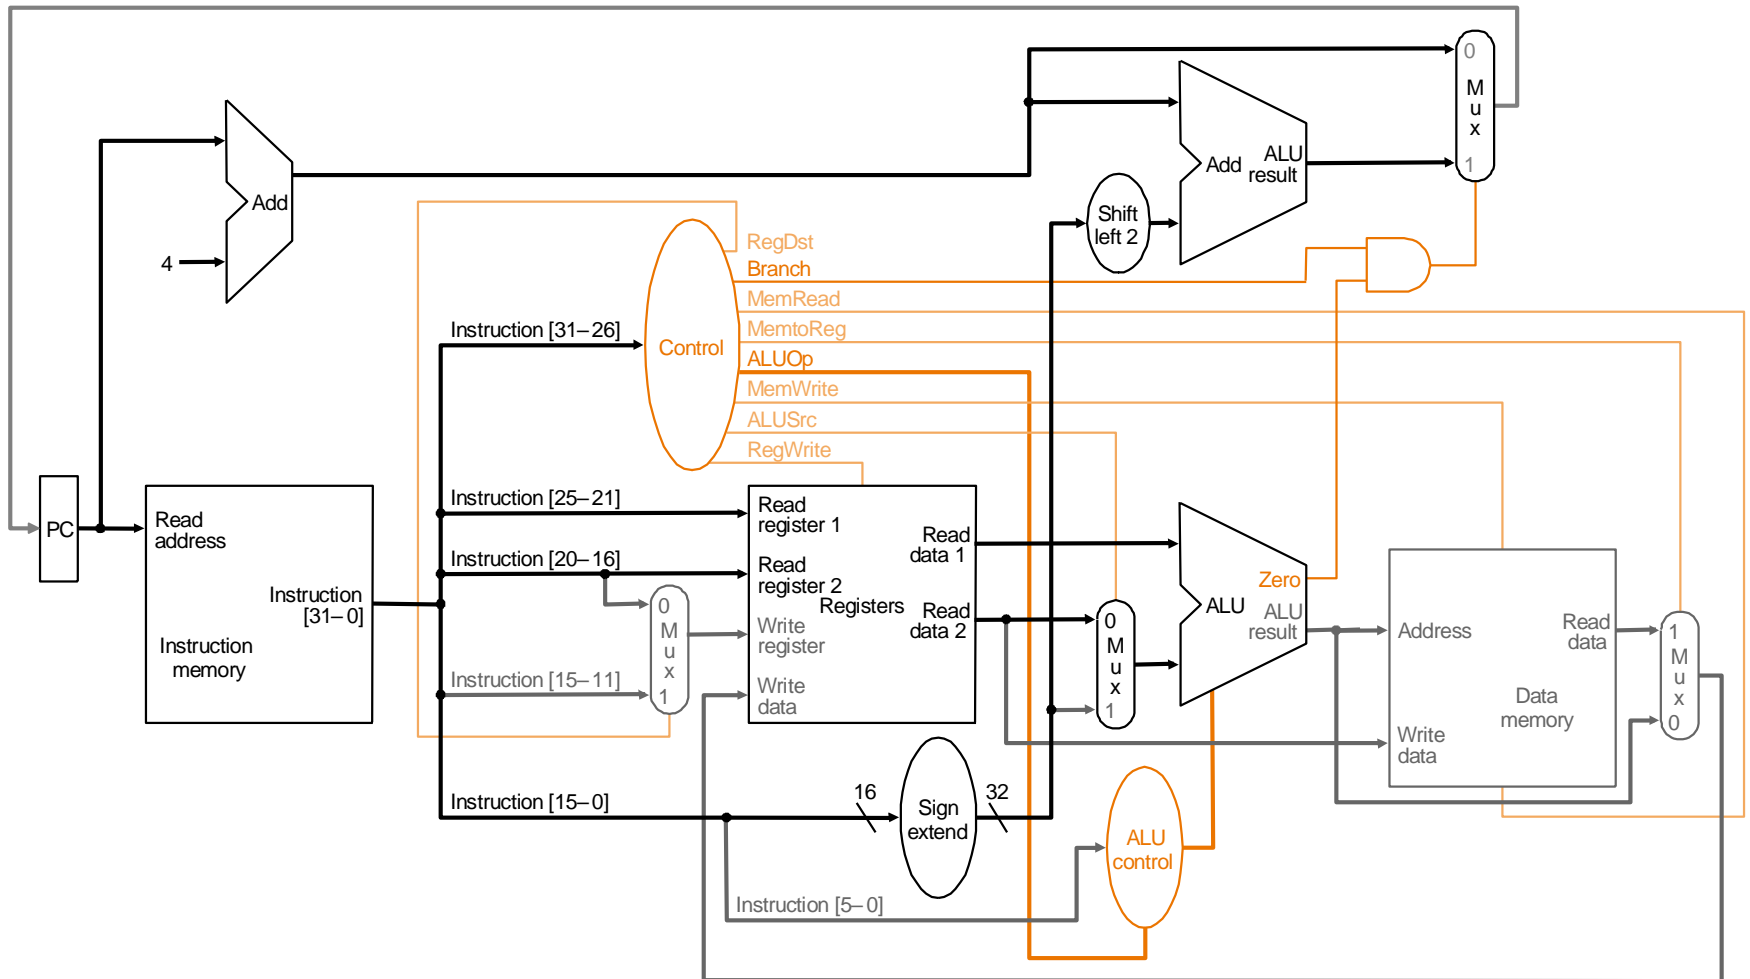 0
M
u
x
1
Add
ALU
result
Shift
left 2
Add
4
RegDst
Branch
MemRead
MemtoReg
ALUOp
MemWrite
ALUSrc
RegWrite
Control
Instruction [31–26]
Instruction [25–21]
Instruction [20–16]
Instruction [15–11]
Instruction [15–0]
Instruction [5–0]
PC
Read
address
Instruction
[31–0]
Instruction
memory
0
M
u
x
1
Read
register 1
Read
register 2
Write
register
Write
data
Registers
Read
data 1
Read
data 2
0
M
u
x
1
Zero
ALU
ALU
result
Address
Write
data
Read
data
Data
memory
1
M
u
x
0
16
Sign
extend
32
ALU
control